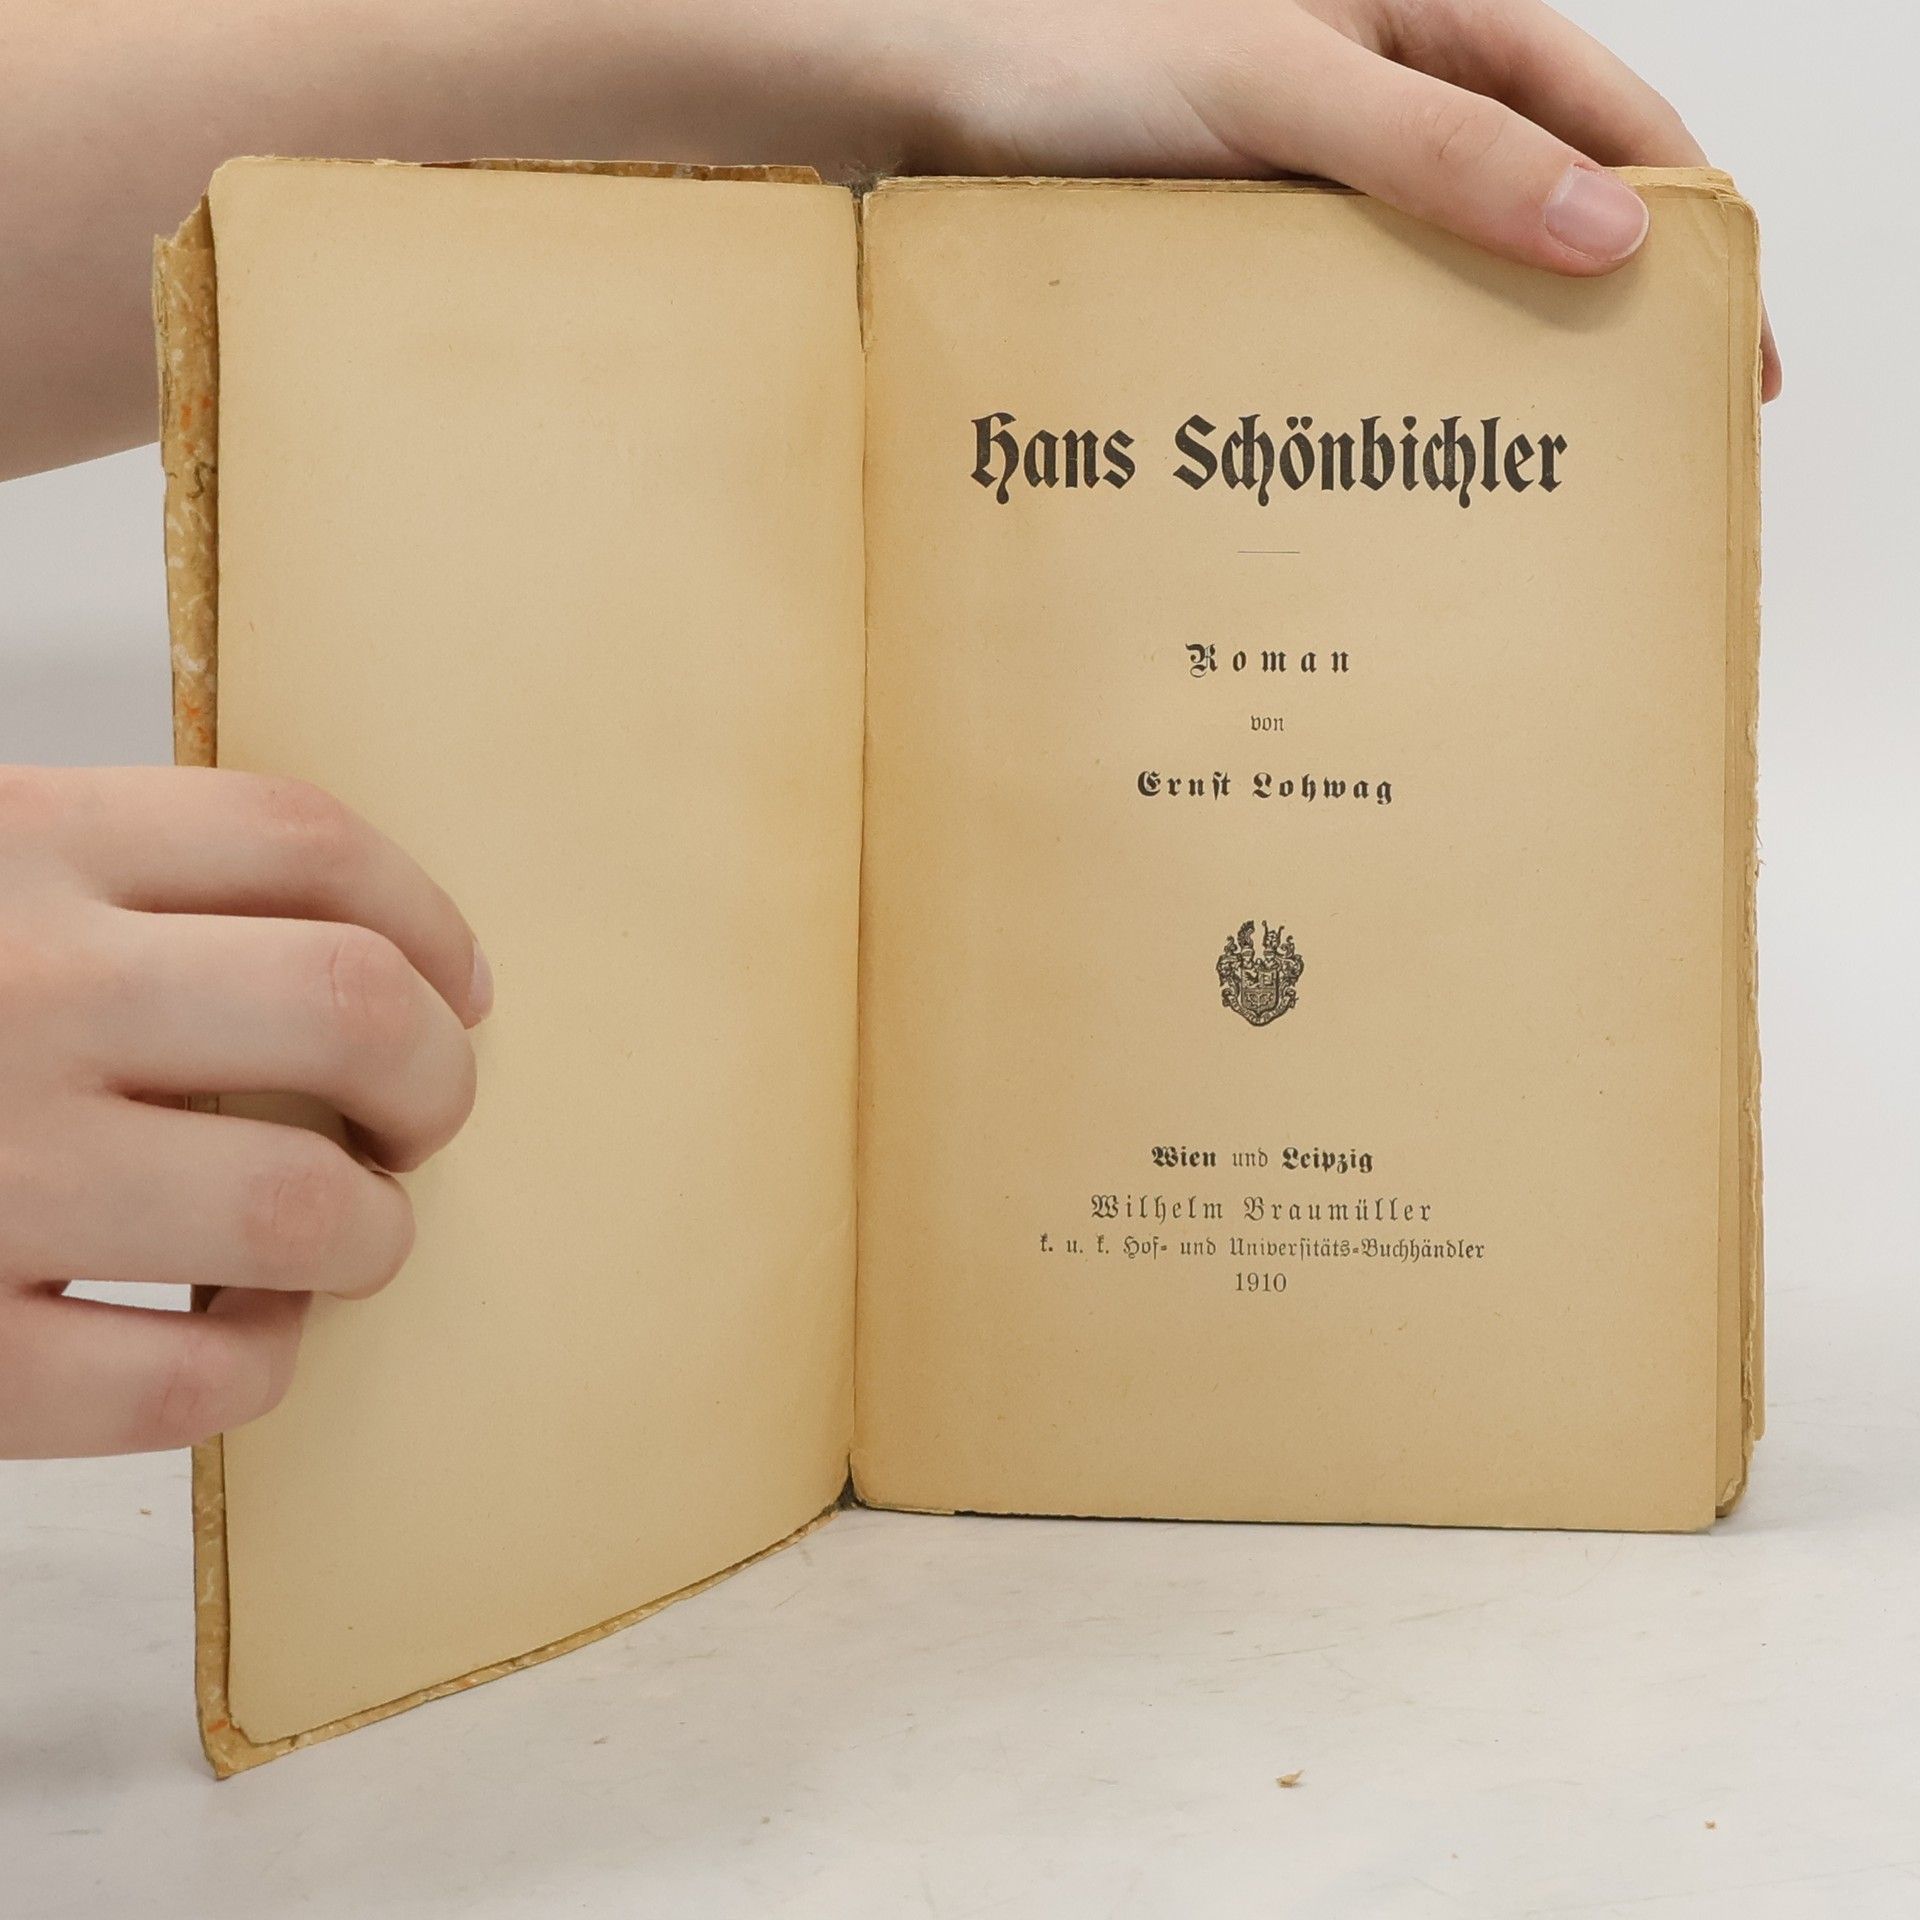 Hans Schönbichler
Roman
von
Ernſt Lohwag
Wien und Leipzig
Wilhelm Braumüller
k. u. k. Hof- und Univerſitäts-Buchhändler
1910